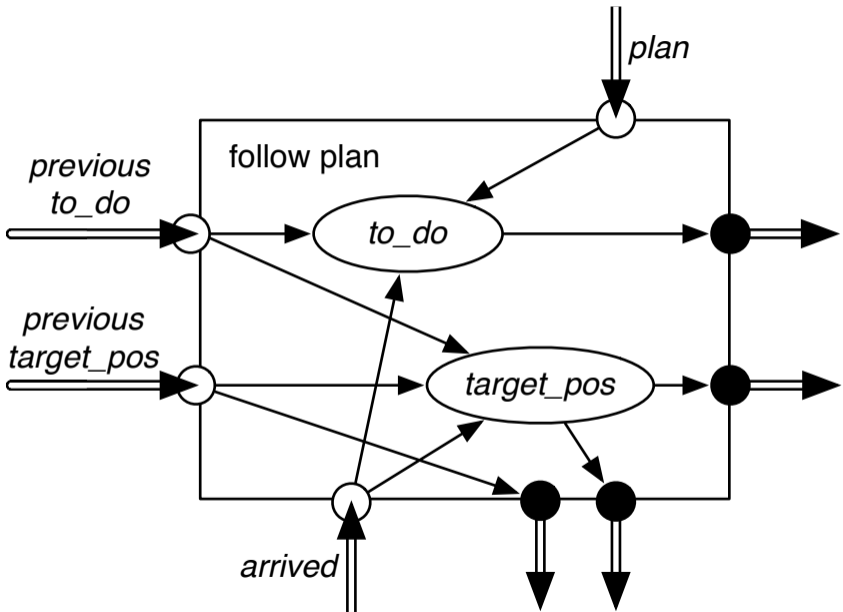 plan
follow plan
previous
to_do
to_do
previous
target_pos
target_pos
arrived